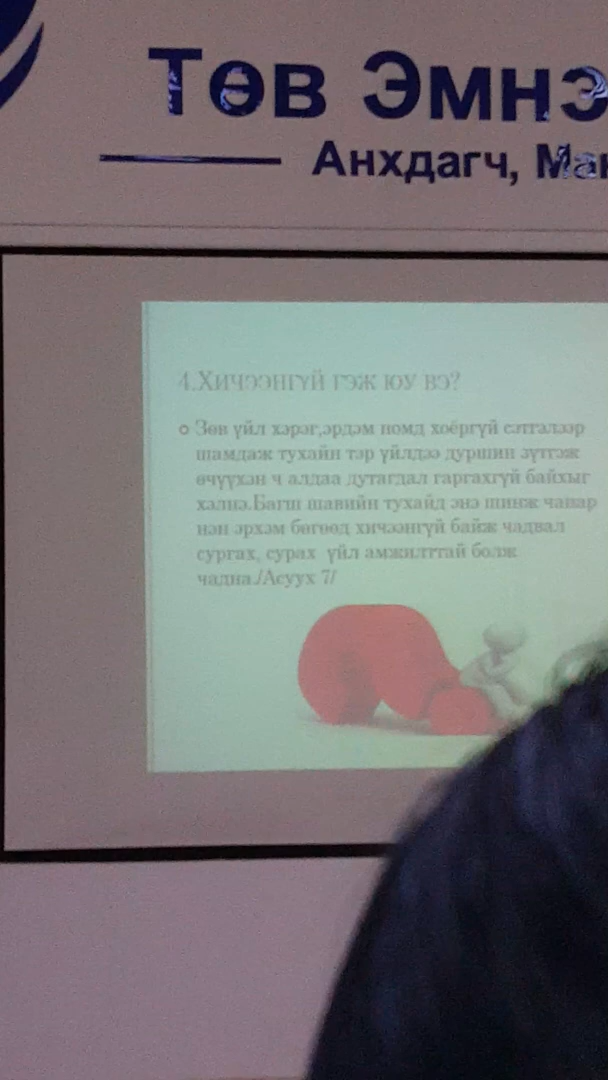 Төв Эмнэ
Анхдагч, Ман
4.Хичээнгүй гэж юу вэ?
Зөв үйл хэрэг,эрдэм номд хоёргүй сэтгэлээр
шамдаж тухайн тэр үйлдээ дуршин зүтгэж
өчүүхэн ч алдаа дутагдал гаргахгүй байхыг
хэлнэ.Багш шавийн тухайд энэ шинж чанар
нэн эрхэм бөгөөд хичээнгүй байж чадвал
сургах, сурах үйл амжилттай болж
чадна./Асуух 7/